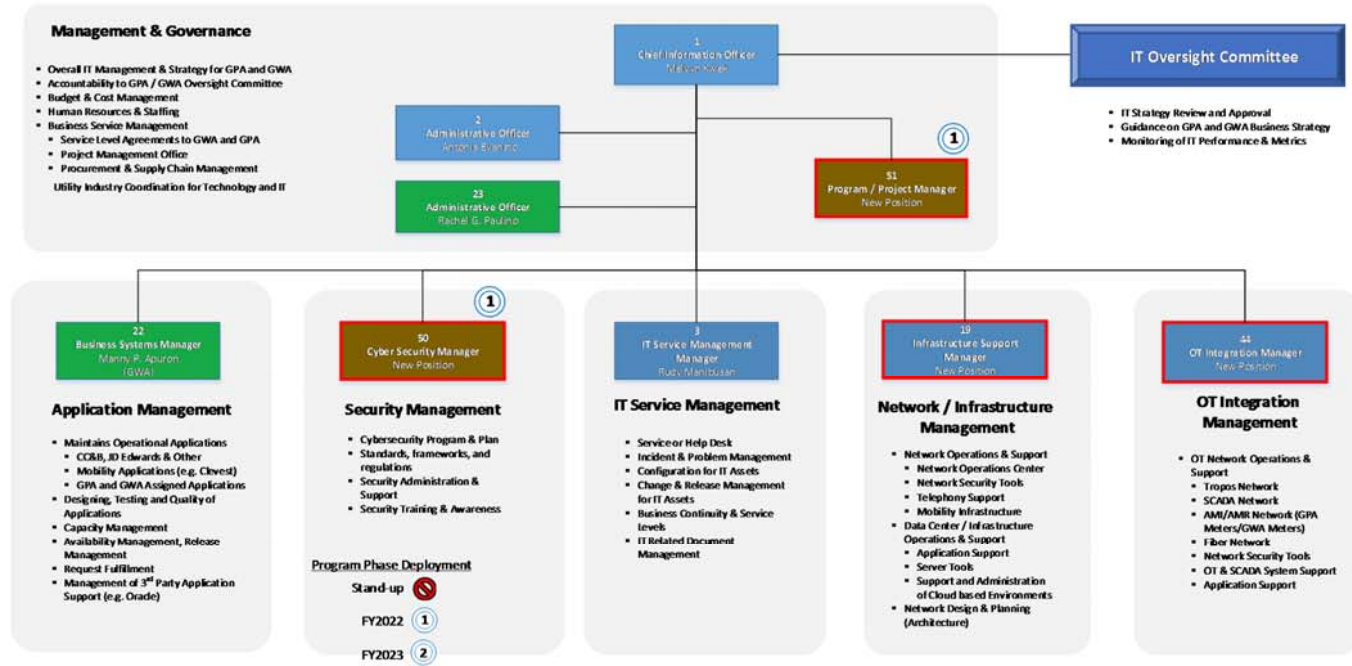 Management & Governance
Overall IT Management & Strategy for GPA and GWA
Accountability to GPA / GWA Oversight Committee
Budget & Cost Management
Human Resources & Staffing
Business Service Management
Service Level Agreements to GWA and GPA
Project Management Office
Procurement & Supply Chain Management
Utility Industry Coordination for Technology and IT
1
Chief Information Officer
Melvyn Kwek
2
Administrative Officer
23
Administrative Officer
Rachel G. Paulino
1
51
Program / Project Manager
New Position
IT Oversight Committee
IT Strategy Review and Approval
Guidance on GPA and GWA Business Strategy
Monitoring of IT Performance & Metrics
22
Business Systems Manager
Manny P. Apuron
(GWA)
Application Management
Maintains Operational Applications
CC&B, JD Edwards & Other
Mobility Applications (e.g. Clevest)
GPA and GWA Assigned Applications
Designing, Testing and Quality of
Applications
Capacity Management
Availability Management, Release
Management
Request Fulfillment
Management of 3rd Party Application
Support (e.g. Oracle)
1
50
Cyber Security Manager
New Position
Security Management
Cybersecurity Program & Plan
Standards, frameworks, and
regulations
Security Administration &
Support
Security Training & Awareness
Program Phase Deployment
Stand-up
FY2022 1
FY2023 2
3
IT Service Management
Manager
Rudy Manibusan
IT Service Management
Service or Help Desk
Incident & Problem Management
Configuration for IT Assets
Change & Release Management
for IT Assets
Business Continuity & Service
Levels
IT Related Document
Management
19
Infrastructure Support
Manager
New Position
Network / Infrastructure
Management
Network Operations & Support
Network Operations Center
Network Security Tools
Telephony Support
Mobility Infrastructure
Data Center / Infrastructure
Operations & Support
Application Support
Server Tools
Support and Administration
of Cloud based Environments
Network Design & Planning
(Architecture)
44
OT Integration Manager
New Position
OT Integration
Management
OT Network Operations &
Support
Tropos Network
SCADA Network
AMI/AMR Network (GPA
Meters/GWA Meters)
Fiber Network
Network Security Tools
OT & SCADA System Support
Application Support